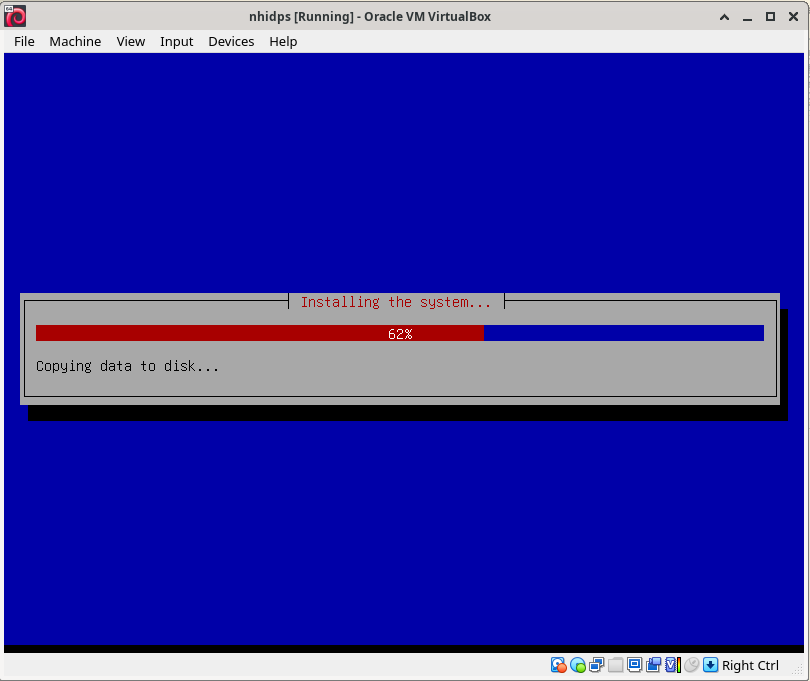 nhidps [Running] - Oracle VM VirtualBox
File Machine View Input Devices Help
Installing the system...
62%
Copying data to disk...
Right Ctrl